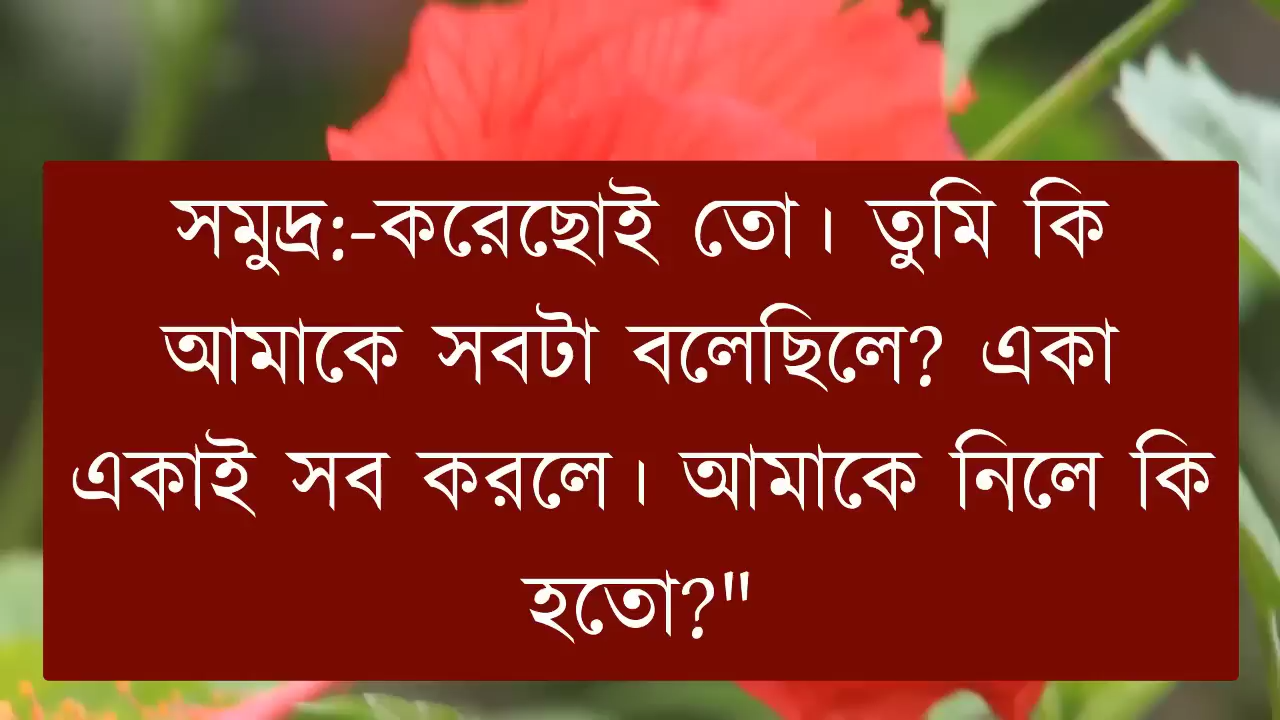 সমুদ্র:-করেছোই তো। তুমি কি
আমাকে সবটা বলেছিলে? একা
একাই সব করলে। আমাকে নিলে কি
হতো?"